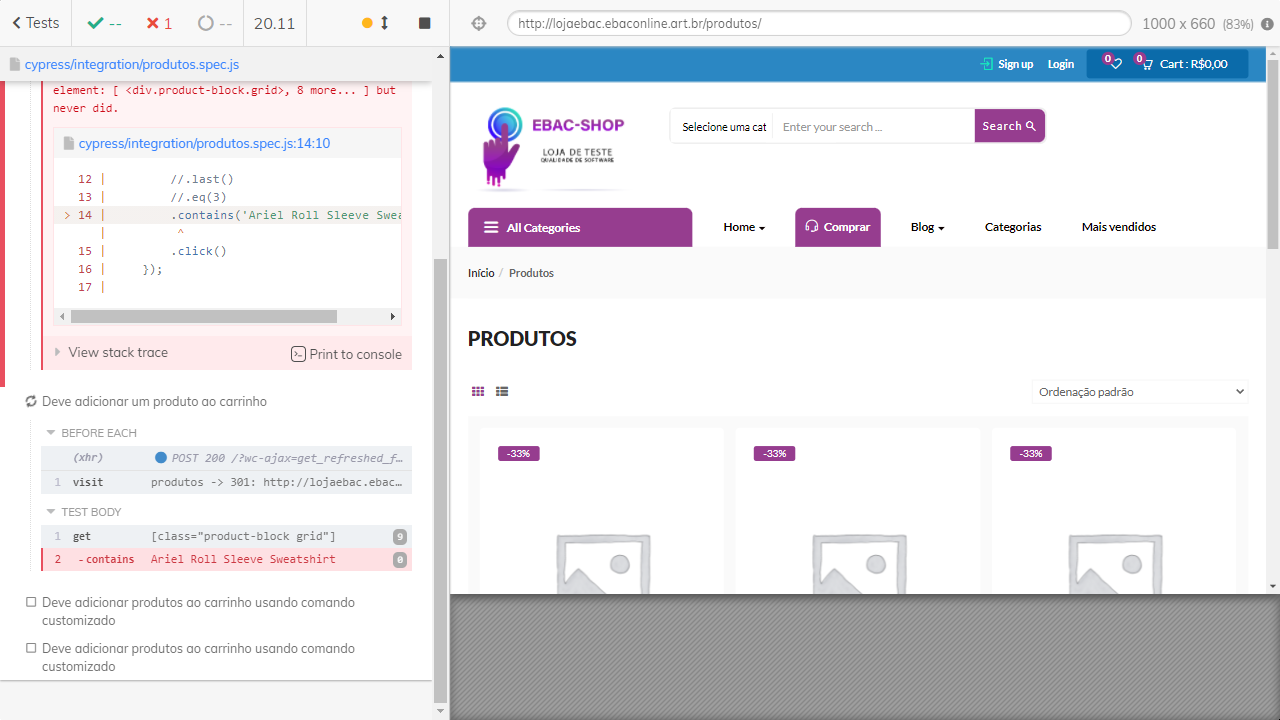 Tests
--
1
--
20.11
cypress/integration/produtos.spec.js
element: [ <div.product-block.grid>, 8 more... ] but
never did.
cypress/integration/produtos.spec.js:14:10
12 | //.last()
13 | //.eq(3)
> 14 | .contains('Ariel Roll Sleeve Swea
| ^
15 | .click()
16 | });
17 |
View stack trace
Print to console
Deve adicionar um produto ao carrinho
BEFORE EACH
(xhr) POST 200 /?wc-ajax=get_refreshed_f...
1 visit produtos -> 301: http://lojaebac.ebac...
TEST BODY
1 get [class="product-block grid"] 9
2 -contains Ariel Roll Sleeve Sweatshirt 0
Deve adicionar produtos ao carrinho usando comando
customizado
Deve adicionar produtos ao carrinho usando comando
customizado
http://lojaebac.ebaconline.art.br/produtos/
1000 x 660 (83%)
Sign up
Login
0
0
Cart : R$0,00
EBAC-SHOP
LOJA DE TESTE
QUALIDADE DE SOFTWARE
Selecione uma cat
Enter your search ...
Search
All Categories
Home
Comprar
Blog
Categorias
Mais vendidos
Início / Produtos
PRODUTOS
Ordenação padrão
-33%
-33%
-33%